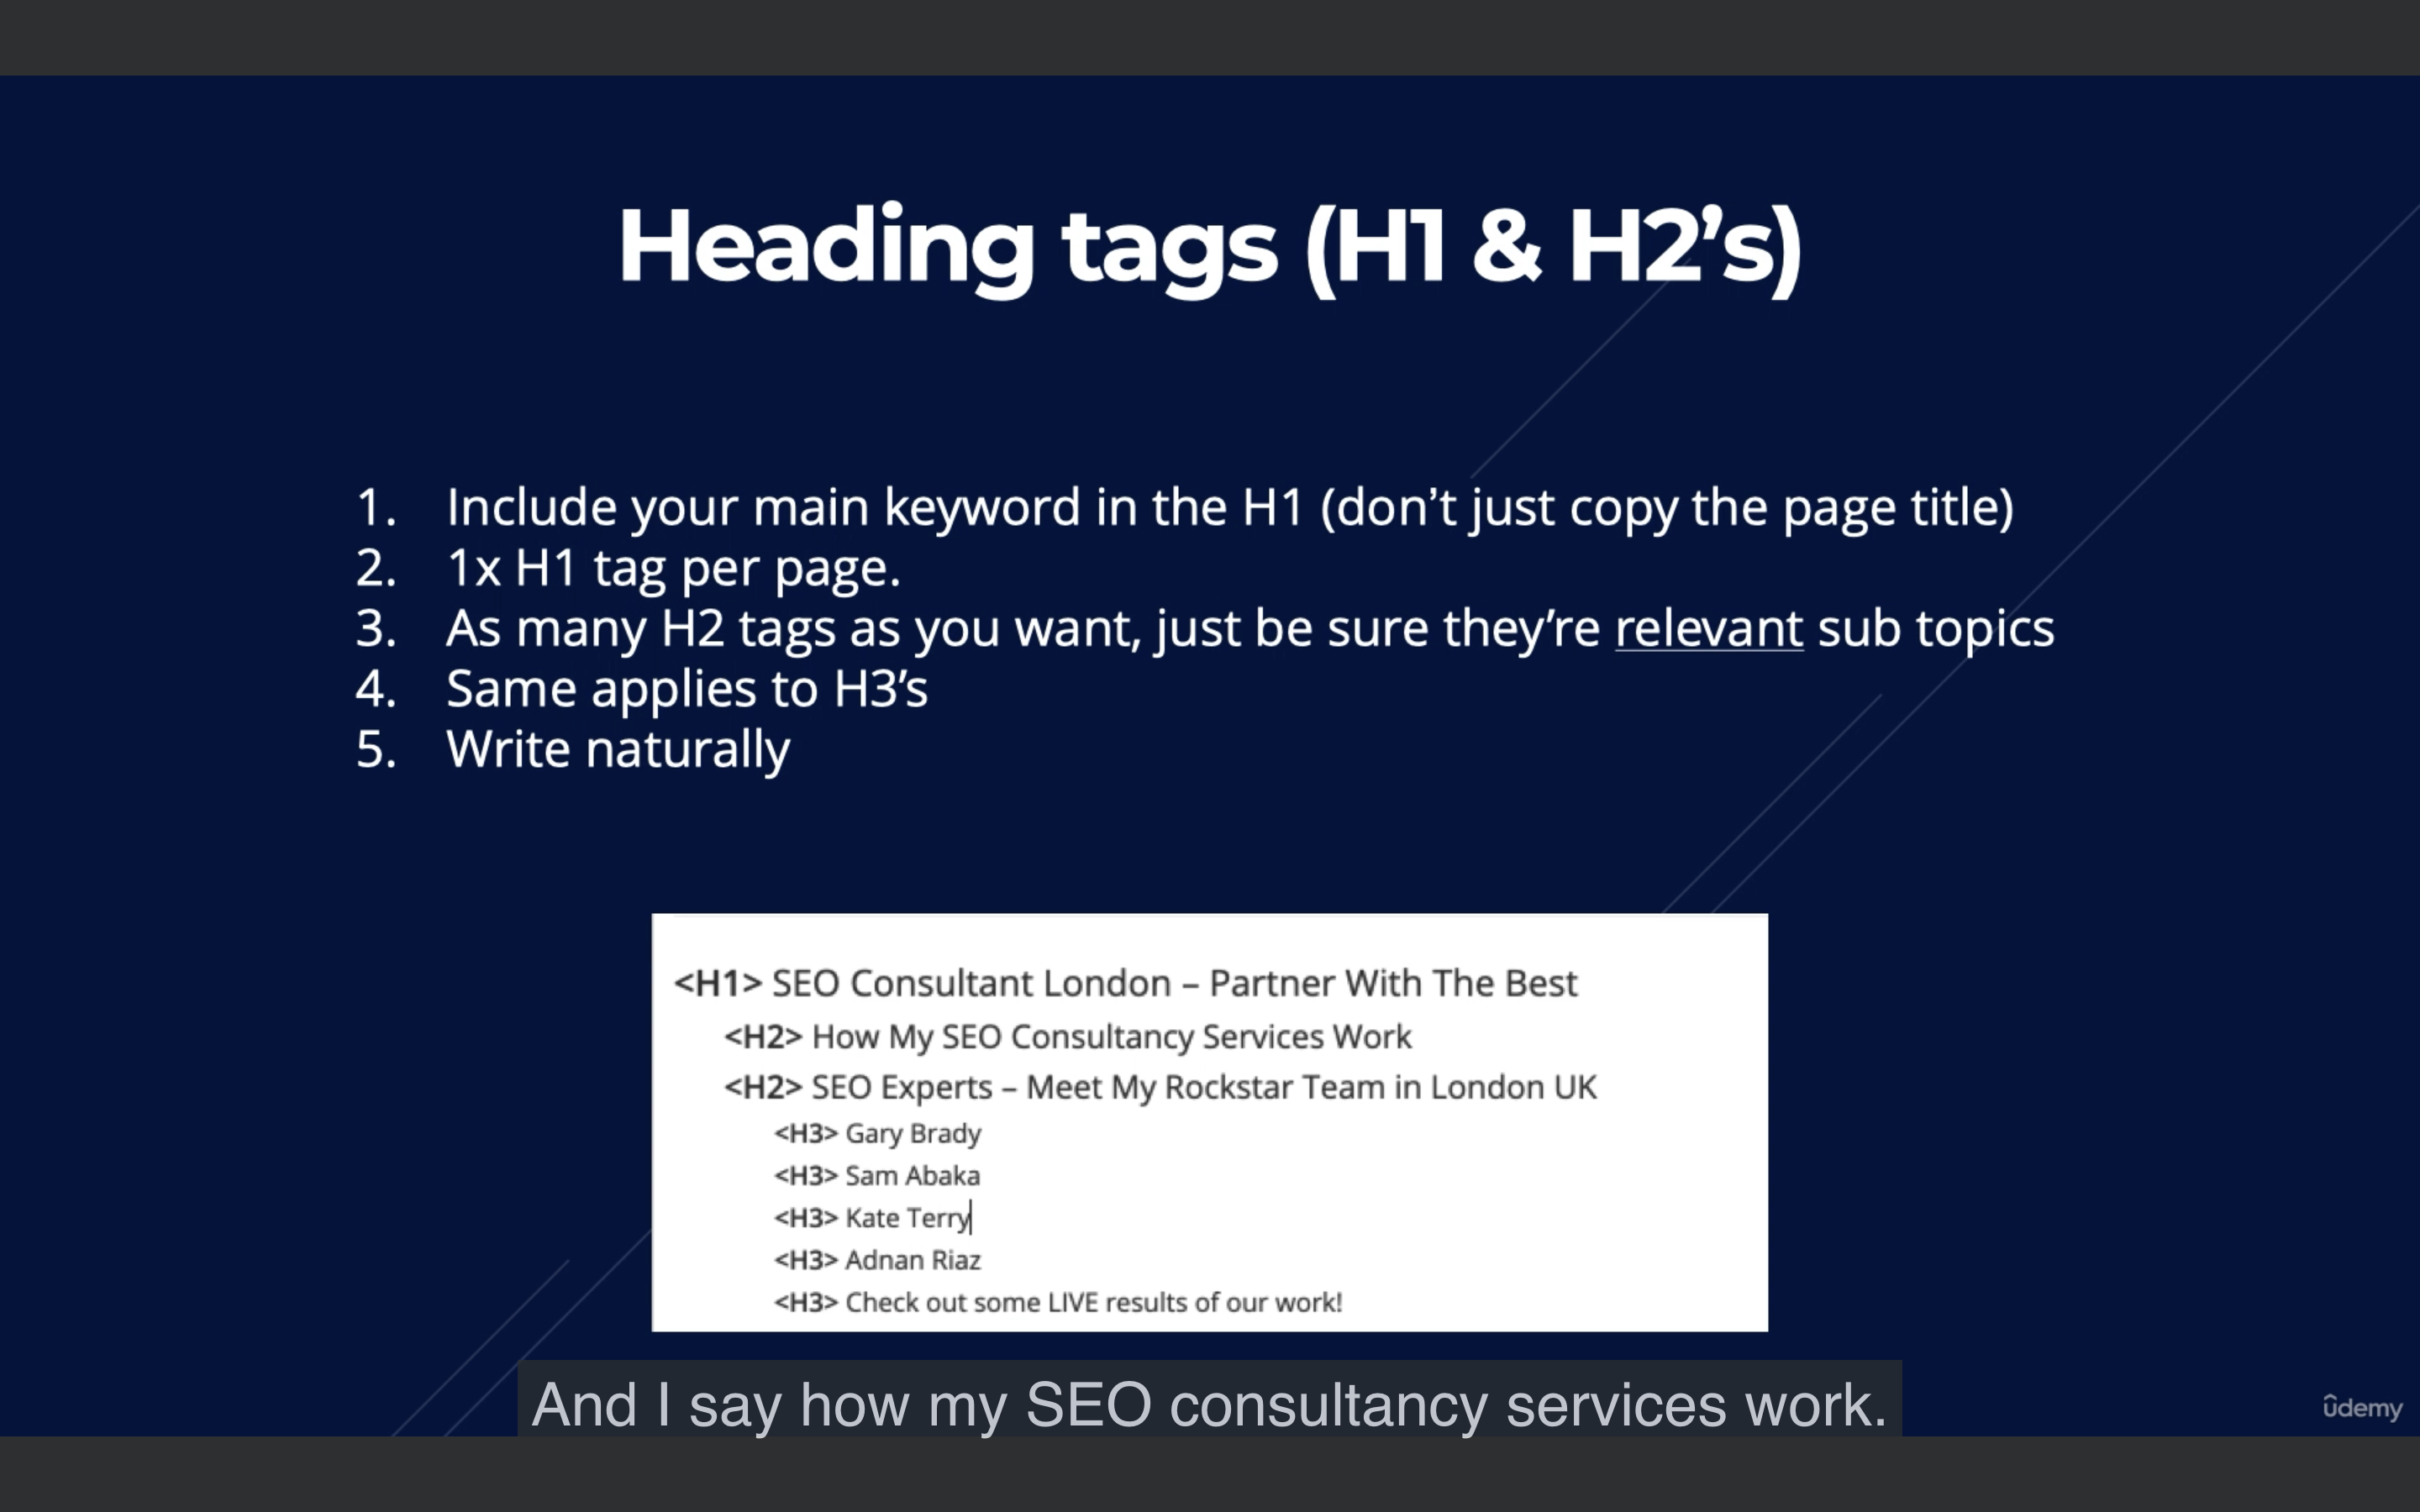 Heading tags (H1 & H2’s)
1. Include your main keyword in the H1 (don’t just copy the page title)
2. 1x H1 tag per page.
3. As many H2 tags as you want, just be sure they’re relevant sub topics
4. Same applies to H3’s
5. Write naturally
<H1> SEO Consultant London – Partner With The Best
<H2> How My SEO Consultancy Services Work
<H2> SEO Experts – Meet My Rockstar Team in London UK
<H3> Gary Brady
<H3> Sam Abaka
<H3> Kate Terry
<H3> Adnan Riaz
<H3> Check out some LIVE results of our work!
And I say how my SEO consultancy services work.
ûdemy